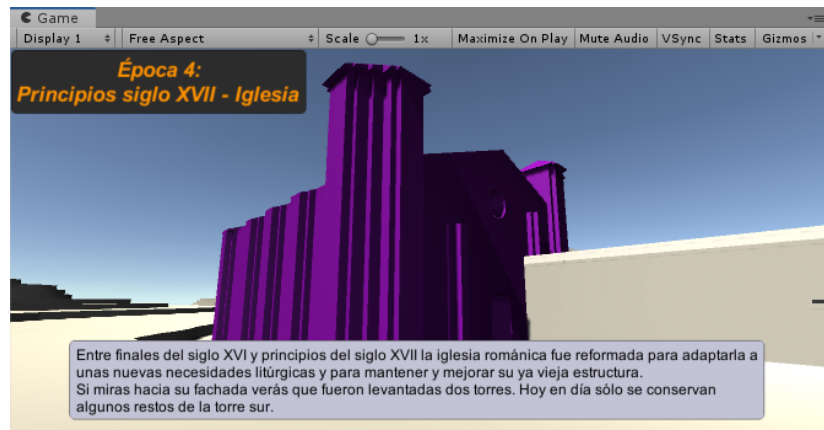 Game
Display 1 Free Aspect Scale 1x Maximize On Play Mute Audio VSync Stats Gizmos
Época 4:
Principios siglo XVII - Iglesia
Entre finales del siglo XVI y principios del siglo XVII la iglesia románica fue reformada para adaptarla a
unas nuevas necesidades litúrgicas y para mantener y mejorar su ya vieja estructura.
Si miras hacia su fachada verás que fueron levantadas dos torres. Hoy en día sólo se conservan
algunos restos de la torre sur.